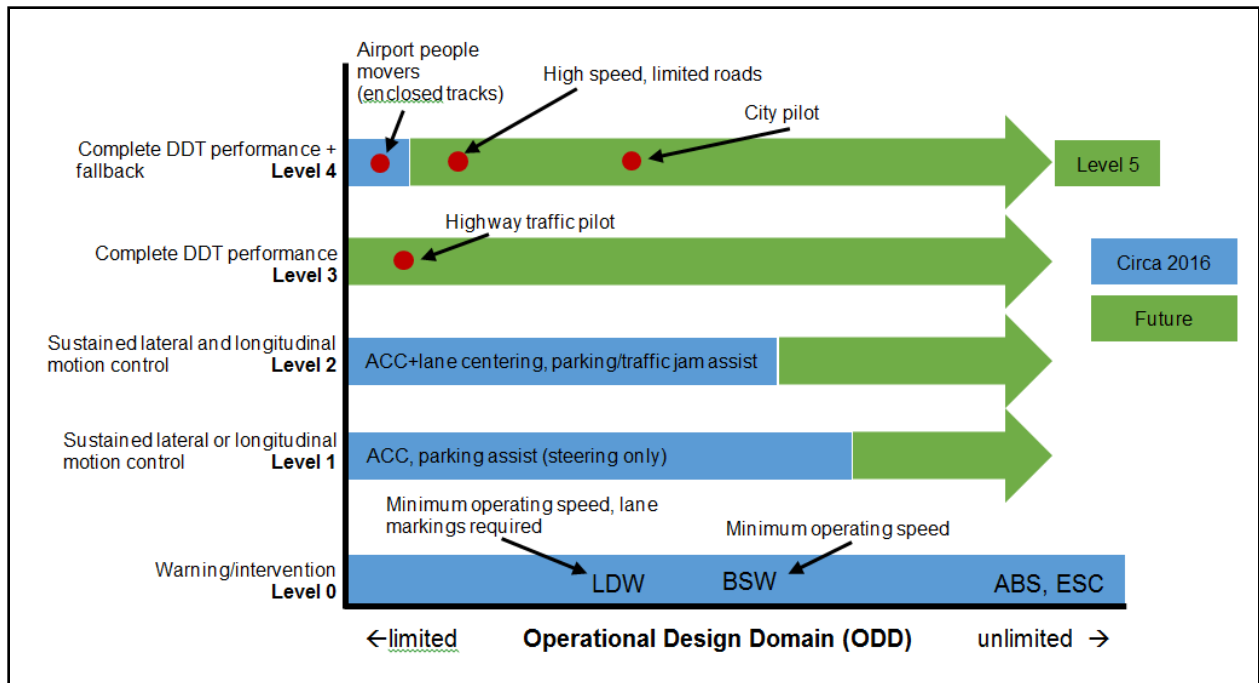 Airport people
movers
(enclosed tracks)
High speed, limited roads
City pilot
Complete DDT performance +
fallback Level 4
Level 5
Highway traffic pilot
Complete DDT performance
Level 3
Circa 2016
Future
Sustained lateral and longitudinal
motion control Level 2
ACC+lane centering, parking/traffic jam assist
Sustained lateral or longitudinal
motion control Level 1
ACC, parking assist (steering only)
Minimum operating speed, lane
markings required
Minimum operating speed
Warning/intervention
Level 0
LDW
BSW
ABS, ESC
←limited Operational Design Domain (ODD) unlimited →